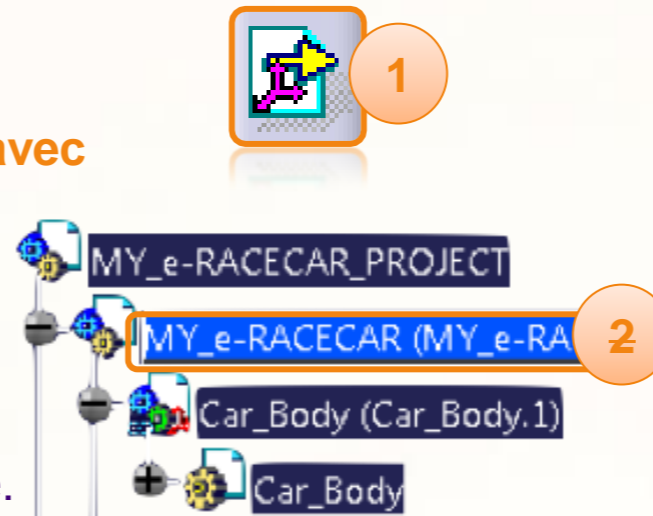 1
avec
MY_e-RACECAR_PROJECT
MY_e-RACECAR (MY_e-RA
2
Car_Body (Car_Body.1)
Car_Body
.